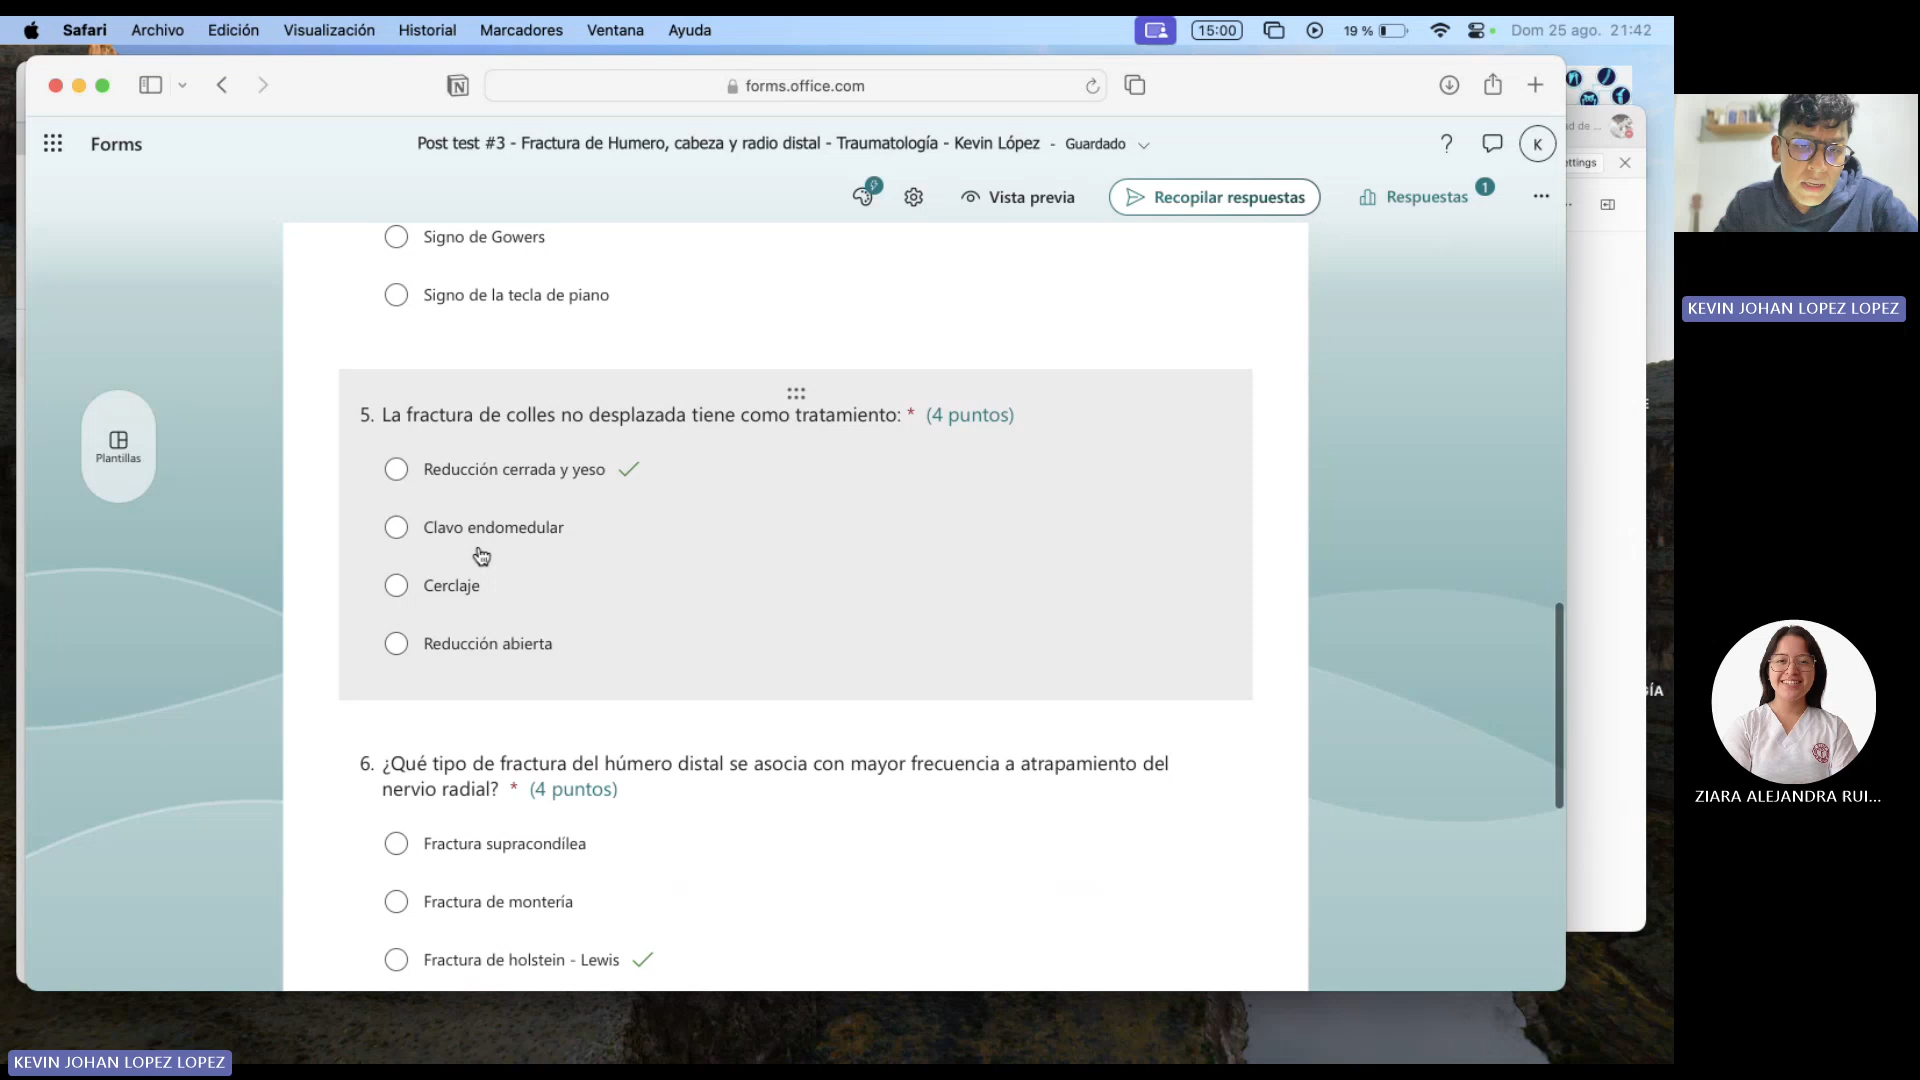 Safari Archivo Edición Visualización Historial Marcadores Ventana Ayuda 15:00 19 % Dom 25 ago. 21:42
forms.office.com
Forms
Post test #3 - Fractura de Humero, cabeza y radio distal - Traumatología - Kevin López - Guardado
? K
Vista previa
Recopilar respuestas
Respuestas 1
Signo de Gowers
Signo de la tecla de piano
5. La fractura de colles no desplazada tiene como tratamiento: * (4 puntos)
Reducción cerrada y yeso
Clavo endomedular
Cerclaje
Reducción abierta
Plantillas
6. ¿Qué tipo de fractura del húmero distal se asocia con mayor frecuencia a atrapamiento del
nervio radial? * (4 puntos)
Fractura supracondílea
Fractura de montería
Fractura de holstein - Lewis
KEVIN JOHAN LOPEZ LOPEZ
ZIARA ALEJANDRA RUI...
KEVIN JOHAN LOPEZ LOPEZ